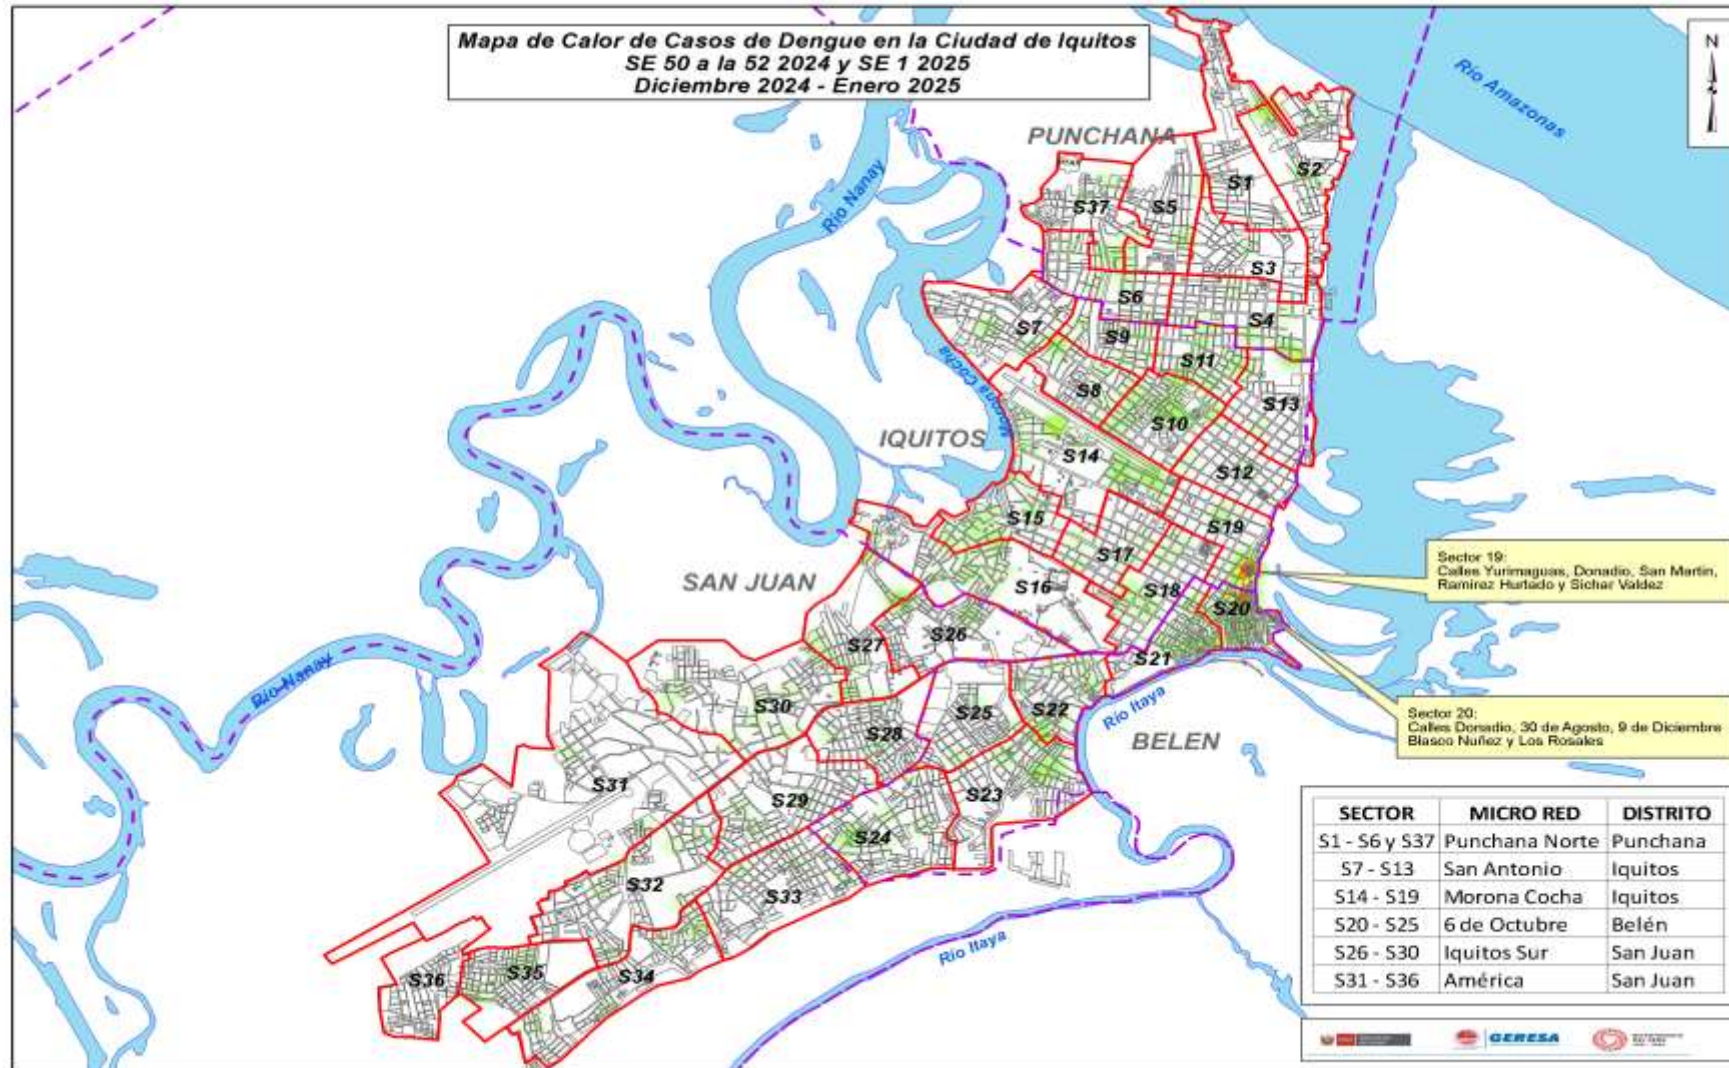 Mapa de Calor de Casos de Dengue en la Ciudad de Iquitos
SE 50 a la 52 2024 y SE 1 2025
Diciembre 2024 - Enero 2025
N
Río Amazonas
PUNCHANA
Río Nanay
S1
S2
S37
S5
S3
S6
S4
S7
S9
S11
Morona Cocha
S8
S13
S10
IQUITOS
S14
S12
S15
S19
S17
Sector 19:
Calles Yurimaguas, Donadio, San Martin,
Ramirez Hurtado y Sichar Valdez
SAN JUAN
S16
S18
S20
S26
S27
S21
Río Nanay
S30
S25
S22
Río Itaya
Sector 20:
Calles Donadio, 30 de Agosto, 9 de Diciembre
Blasco Nuñez y Los Rosales
S28
BELEN
S31
S29
S23
S24
S32
S33
Río Itaya
S36
S35
S34
SECTOR MICRO RED DISTRITO
S1 - S6 y S37 Punchana Norte Punchana
S7 - S13 San Antonio Iquitos
S14 - S19 Morona Cocha Iquitos
S20 - S25 6 de Octubre Belén
S26 - S30 Iquitos Sur San Juan
S31 - S36 América San Juan
GERESA